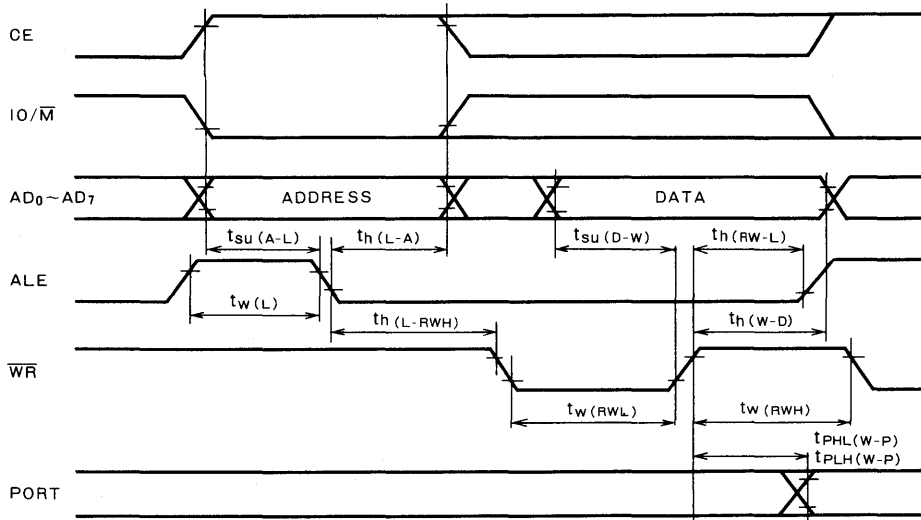 CE
IO/M̅
AD₀~AD₇
ADDRESS
DATA
tsu(A-L)
th(L-A)
tsu(D-W)
th(RW-L)
ALE
tw(L)
th(L-RWH)
th(W-D)
W̅R̅
tw(RWL)
tw(RWH)
tPHL(W-P)
tPLH(W-P)
PORT